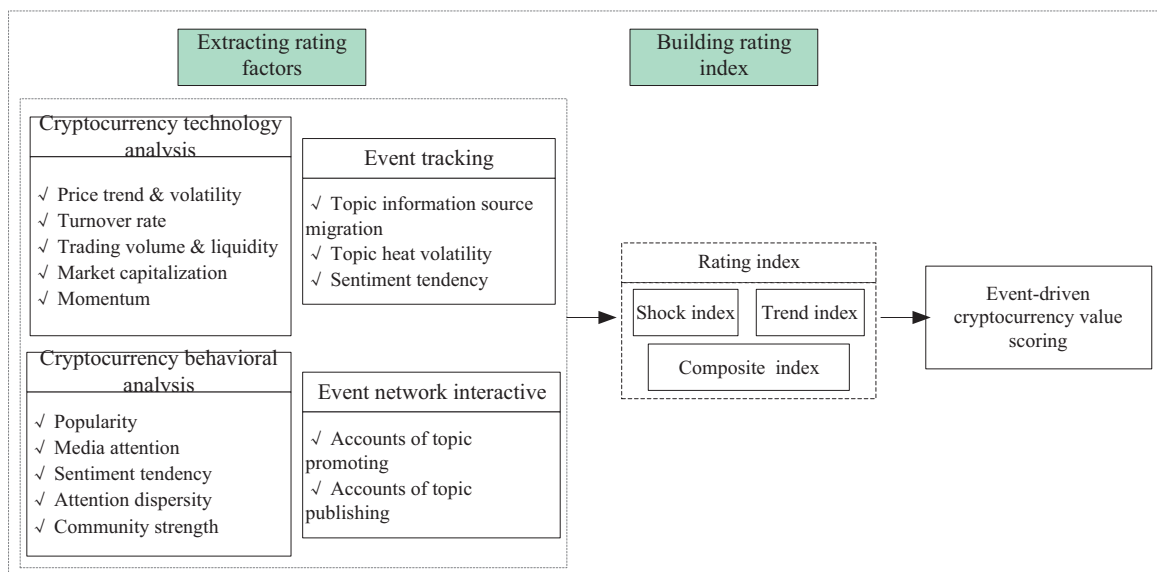 Extracting rating
factors
Building rating
index
Cryptocurrency technology
analysis
√ Price trend & volatility
√ Turnover rate
√ Trading volume & liquidity
√ Market capitalization
√ Momentum
Event tracking
√ Topic information source
migration
√ Topic heat volatility
√ Sentiment tendency
Cryptocurrency behavioral analysis
√ Popularity
√ Media attention
√ Sentiment tendency
√ Attention dispersity
√ Community strength
Event network interactive
√ Accounts of topic
promoting
√ Accounts of topic
publishing
Rating index
Shock index
Trend index
Composite index
Event-driven
cryptocurrency value
scoring